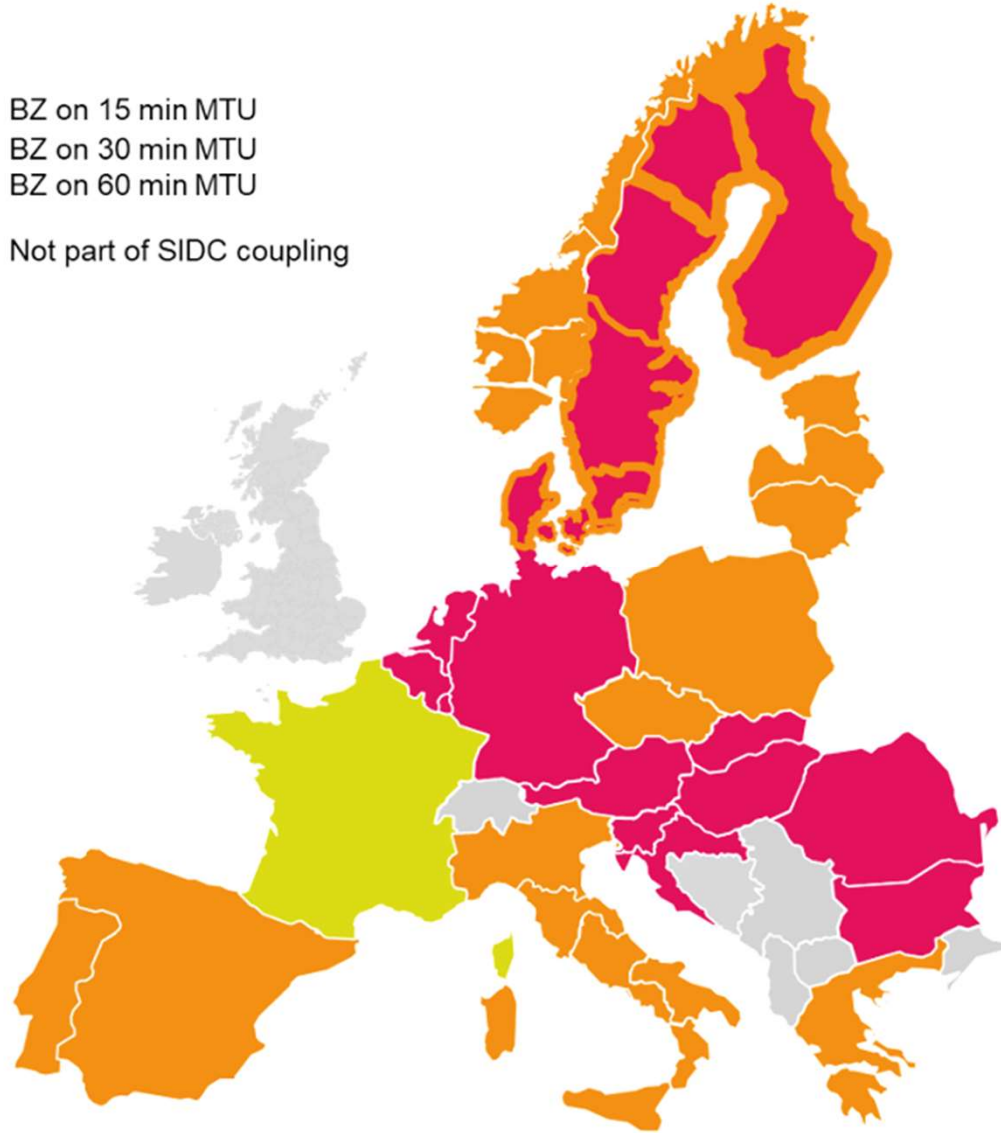 BZ on 15 min MTU
BZ on 30 min MTU
BZ on 60 min MTU
Not part of SIDC coupling